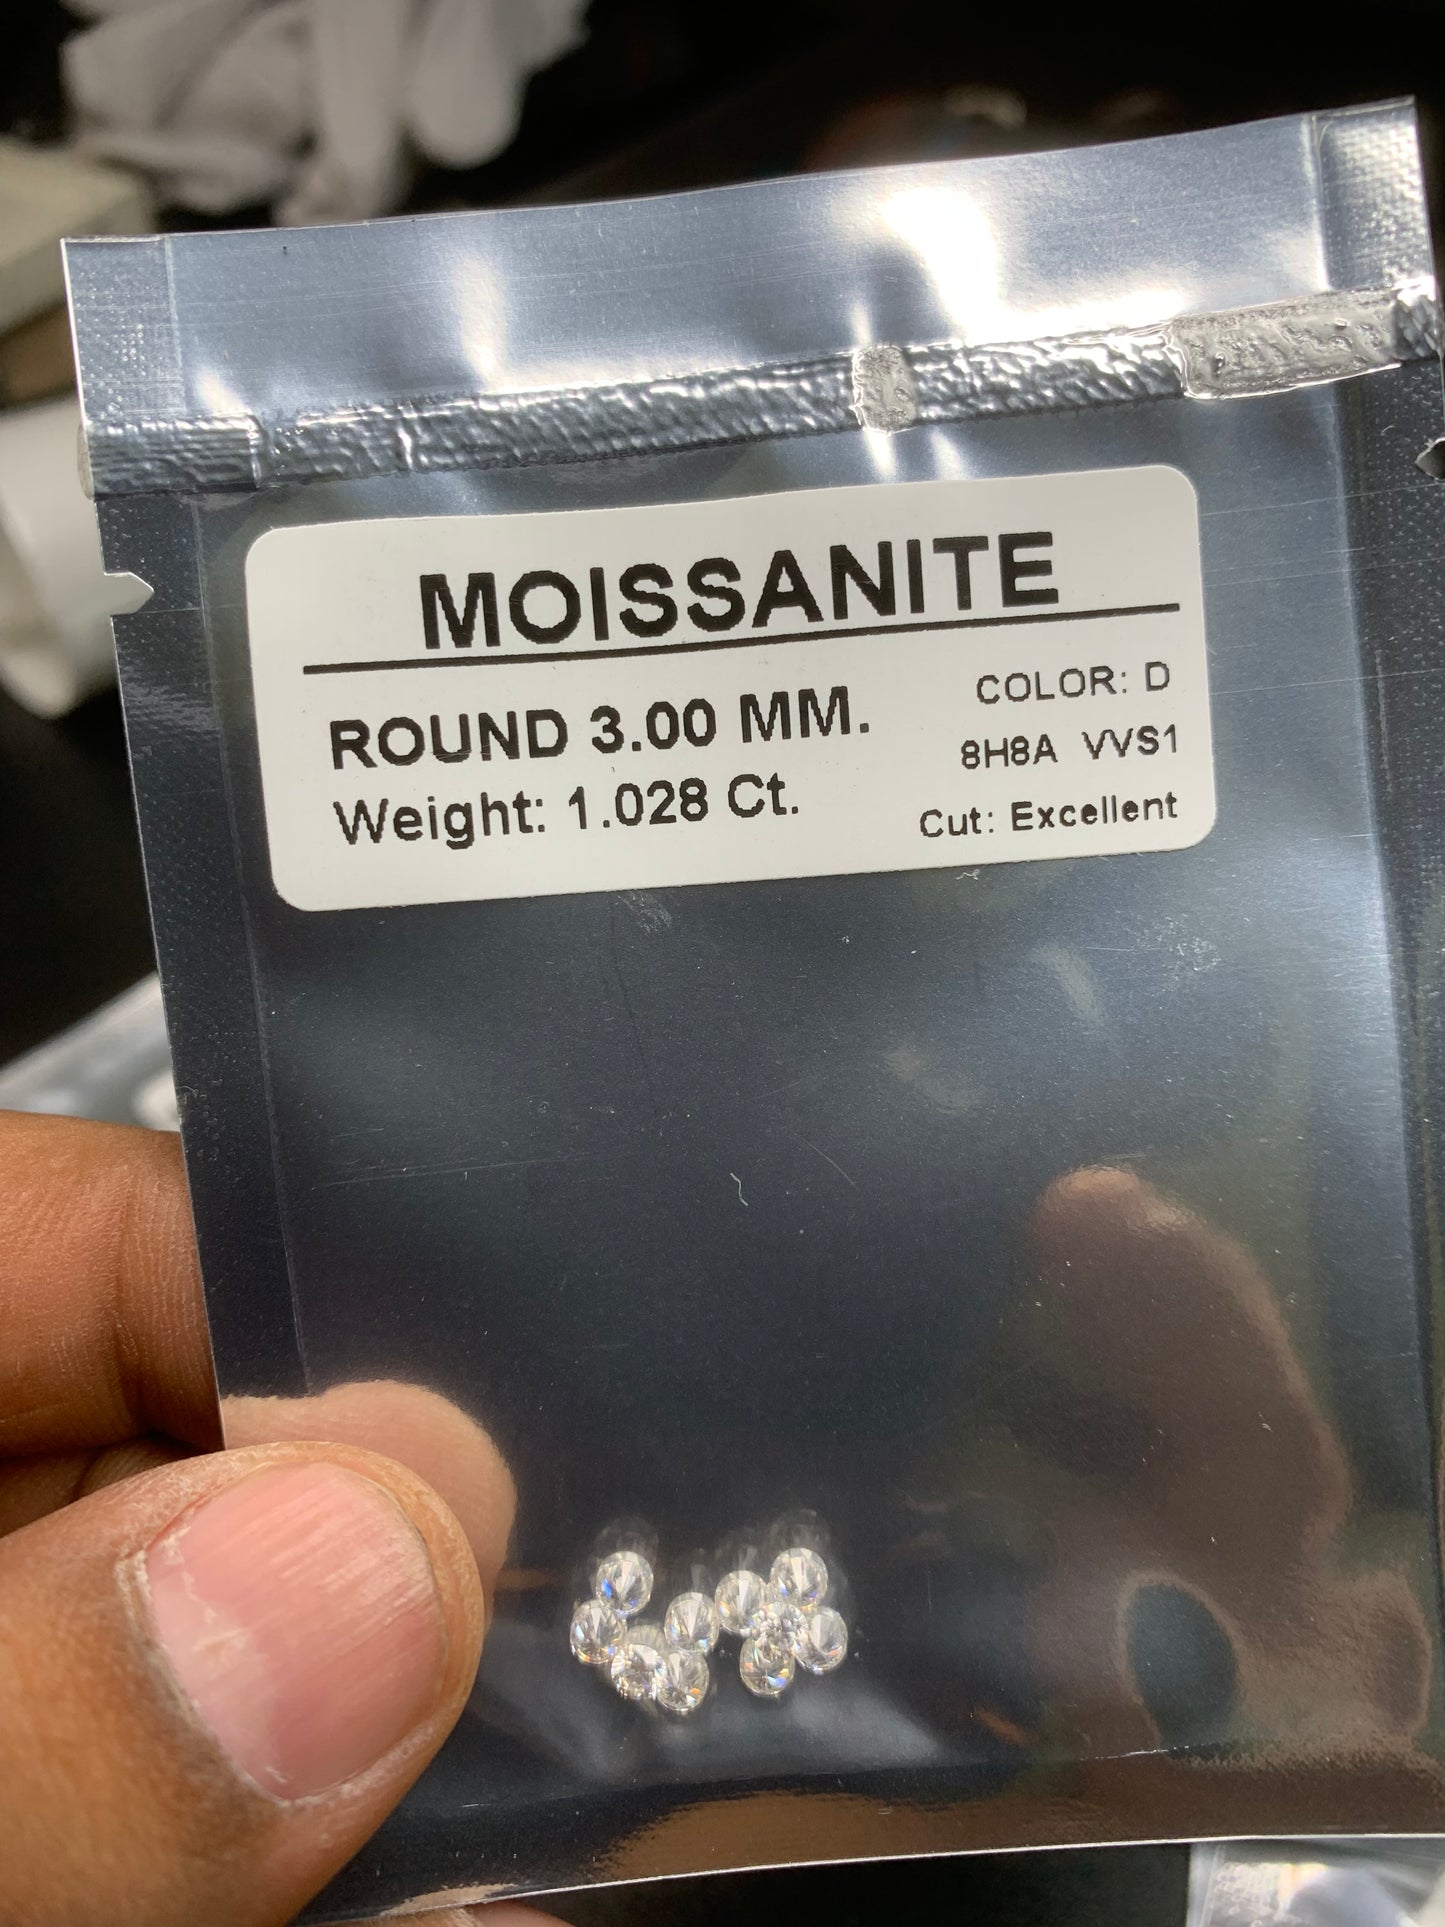 MOISSANITE
ROUND 3.00 MM.
Weight: 1.028 Ct.
COLOR: D
8H8A VVS1
Cut: Excellent